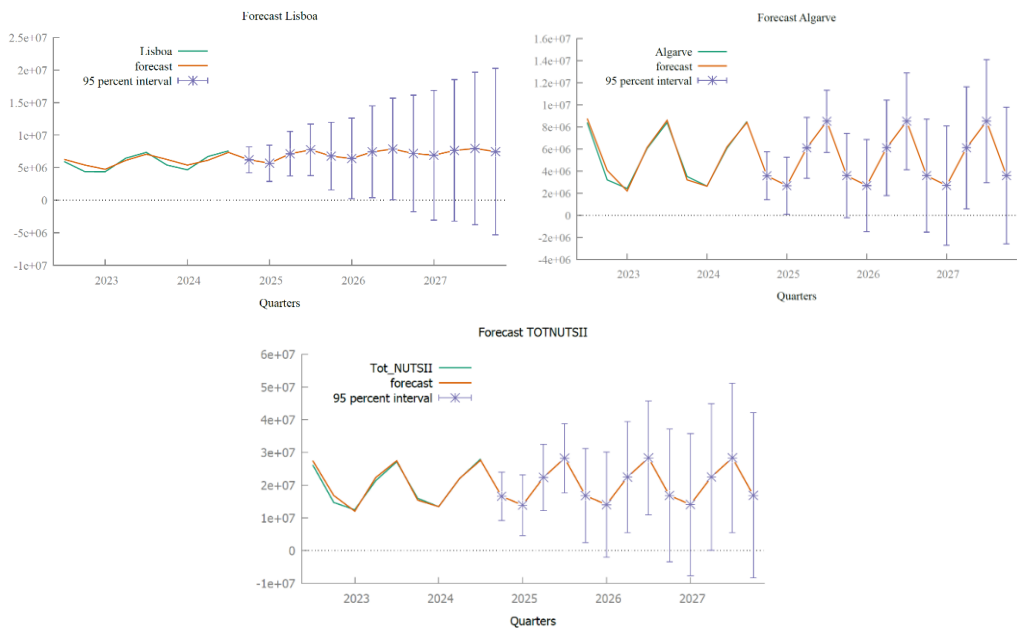 Forecast Lisboa
2.5e+07
2e+07
1.5e+07
1e+07
5e+06
0
-5e+06
-1e+07
Lisboa
forecast
95 percent interval
2023
2024
2025
2026
2027
Quarters
Forecast Algarve
1.6e+07
1.4e+07
1.2e+07
1e+07
8e+06
6e+06
4e+06
2e+06
0
-2e+06
-4e+06
Algarve
forecast
95 percent interval
2023
2024
2025
2026
2027
Quarters
Forecast TOTNUTSII
6e+07
5e+07
4e+07
3e+07
2e+07
1e+07
0
-1e+07
Tot_NUTSII
forecast
95 percent interval
2023
2024
2025
2026
2027
Quarters